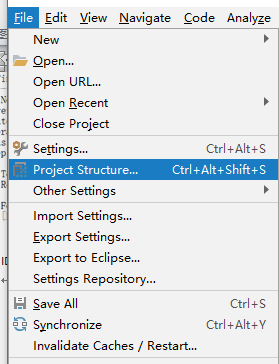 File Edit View Navigate Code Analyze
New
Open...
Open URL...
Open Recent
Close Project
Settings... Ctrl+Alt+S
Project Structure... Ctrl+Alt+Shift+S
Other Settings
Import Settings...
Export Settings...
Export to Eclipse...
Settings Repository...
Save All Ctrl+S
Synchronize Ctrl+Alt+Y
Invalidate Caches / Restart...